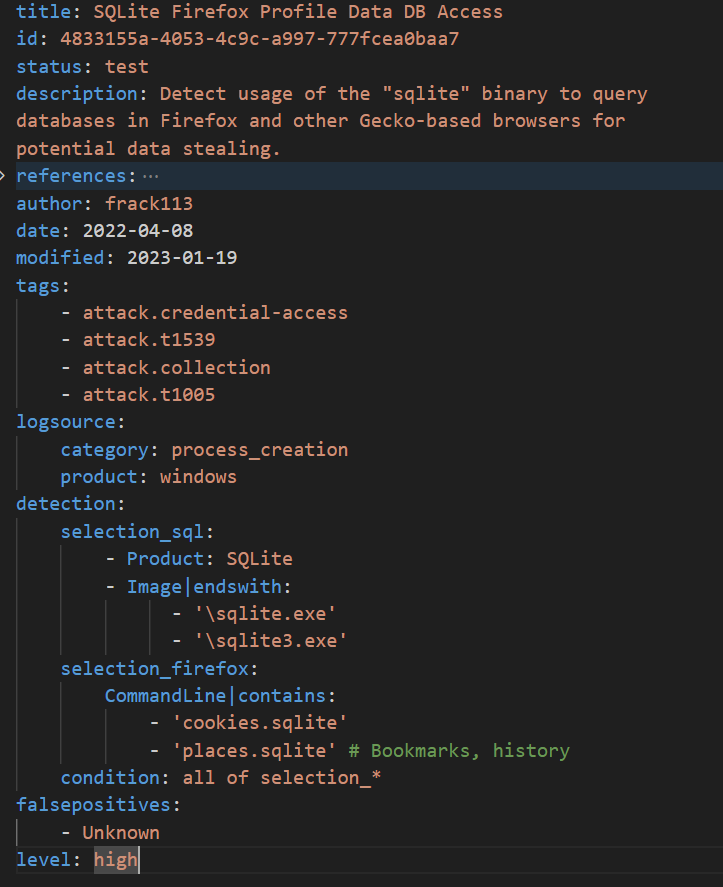 title: SQLite Firefox Profile Data DB Access
id: 4833155a-4053-4c9c-a997-777fcea0baa7
status: test
description: Detect usage of the "sqlite" binary to query
databases in Firefox and other Gecko-based browsers for
potential data stealing.
references: ···
author: frack113
date: 2022-04-08
modified: 2023-01-19
tags:
    - attack.credential-access
    - attack.t1539
    - attack.collection
    - attack.t1005
logsource:
    category: process_creation
    product: windows
detection:
    selection_sql:
        - Product: SQLite
        - Image|endswith:
              - '\sqlite.exe'
              - '\sqlite3.exe'
    selection_firefox:
        CommandLine|contains:
            - 'cookies.sqlite'
            - 'places.sqlite' # Bookmarks, history
    condition: all of selection_*
falsepositives:
    - Unknown
level: high